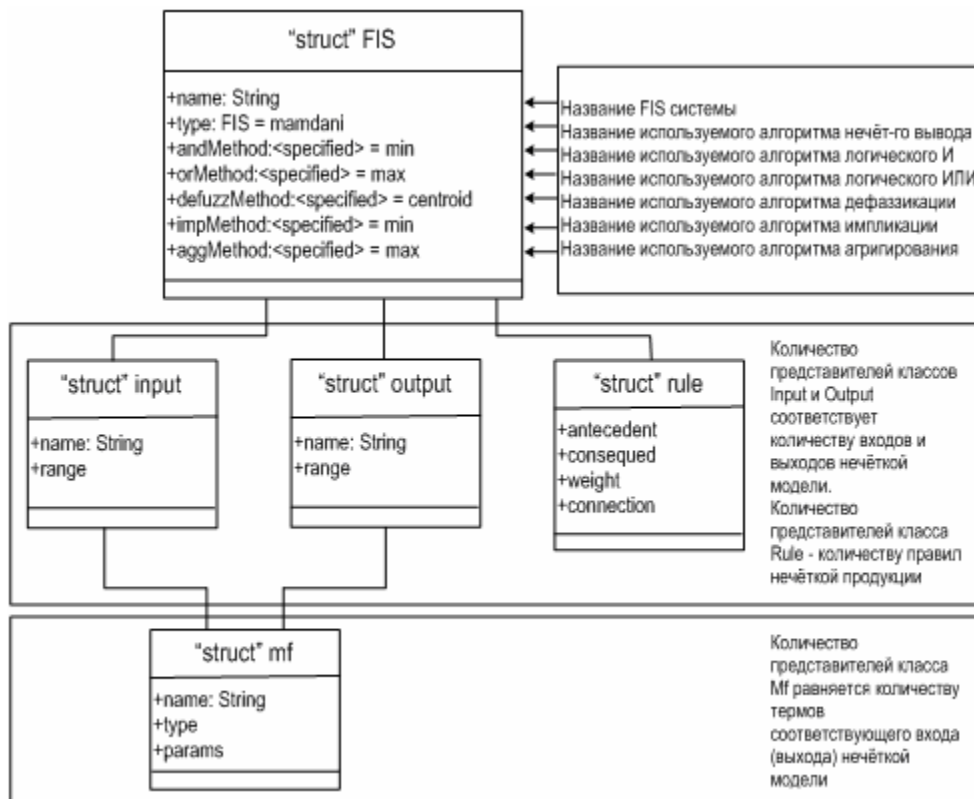 “struct” FIS
+name: String
+type: FIS = mamdani
+andMethod:<specified> = min
+orMethod:<specified> = max
+defuzzMethod:<specified> = centroid
+impMethod:<specified> = min
+aggMethod:<specified> = max
Название FIS системы
Название используемого алгоритма нечёт-го вывода
Название используемого алгоритма логического И
Название используемого алгоритма логического ИЛИ
Название используемого алгоритма дефаззикации
Название используемого алгритма импликации
Название используемого алгоритма агригирования
“struct” input
+name: String
+range
“struct” output
+name: String
+range
“struct” rule
+antecedent
+consequed
+weight
+connection
Количество
представителей классов
Input и Output
соответствует
количеству входов и
выходов нечёткой
модели.
Количество
представителей класса
Rule - количеству правил
нечёткой продукции
“struct” mf
+name: String
+type
+params
Количество
представителей класса
Mf равняется количеству
термов
соответствующего входа
(выхода) нечёткой
модели